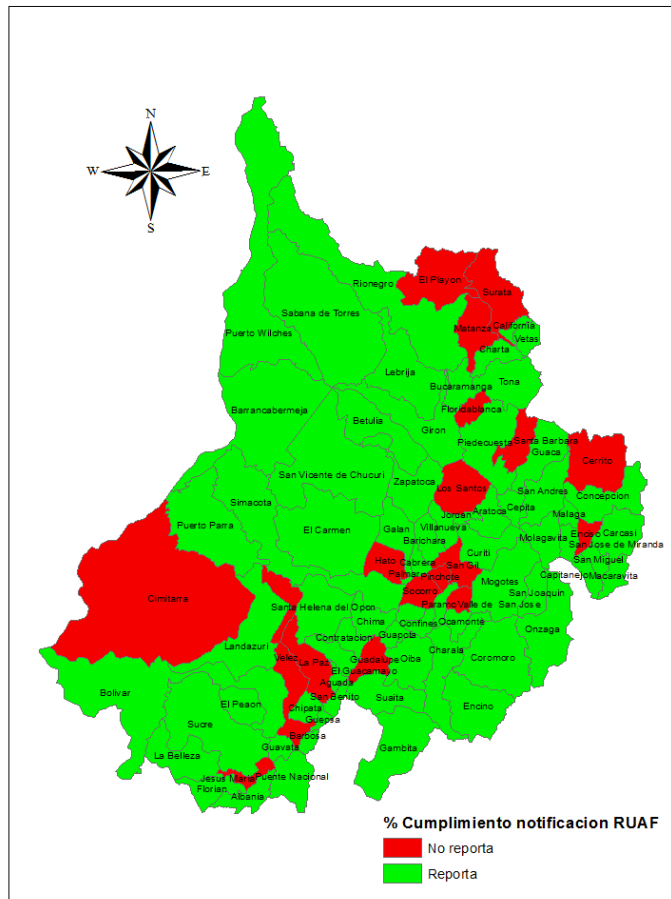 N
W
E
S
Rionegro
El Playon
Surata
Sabana de Torres
Puerto Wilches
Matanza
California
Vetas
Charta
Lebrija
Bucaramanga
Tona
Barrancabermeja
Floridablanca
Betulia
Giron
Piedecuesta
Santa Barbara
Guaca
Cerrito
San Vicente de Chucuri
Zapatoca
Los Santos
San Andres
Concepcion
Simacota
Cepita
Aratoca
Jordan
Malaga
Puerto Parra
El Carmen
Galan
Villanueva
Barichara
Molagavita
Enciso
Carcasi
San Jose de Miranda
Hato
Cabrera
Curiti
San Gil
San Miguel
Palmar
Pinchote
Mogotes
Capitanejo
Macaravita
Cimitarra
Socorro
San Joaquin
Santa Helena del Opon
Paramo
Valle de San Jose
Chima
Confines
Ocamonte
Onzaga
Contratacion
Guapota
Landazuri
Velez
La Paz
Guadalupe
Oiba
Charala
Coromoro
El Guacamayo
Aguada
Bolivar
San Benito
Suaita
El Peaon
Chipata
Encino
Guepsa
Sucre
Barbosa
Guavata
Gambita
La Belleza
Jesus Maria
Puente Nacional
Florian
Albania
% Cumplimiento notificacion RUAF
No reporta
Reporta